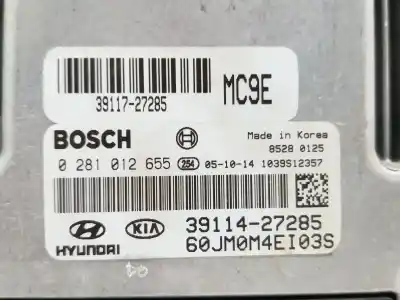 39117-27285
MC9E
BOSCH
Made in Korea
8528 0125
0 281 012 655 254 05-10-14 1039S12357
HYUNDAI KIA
39114-27285
60JM0M4EI03S